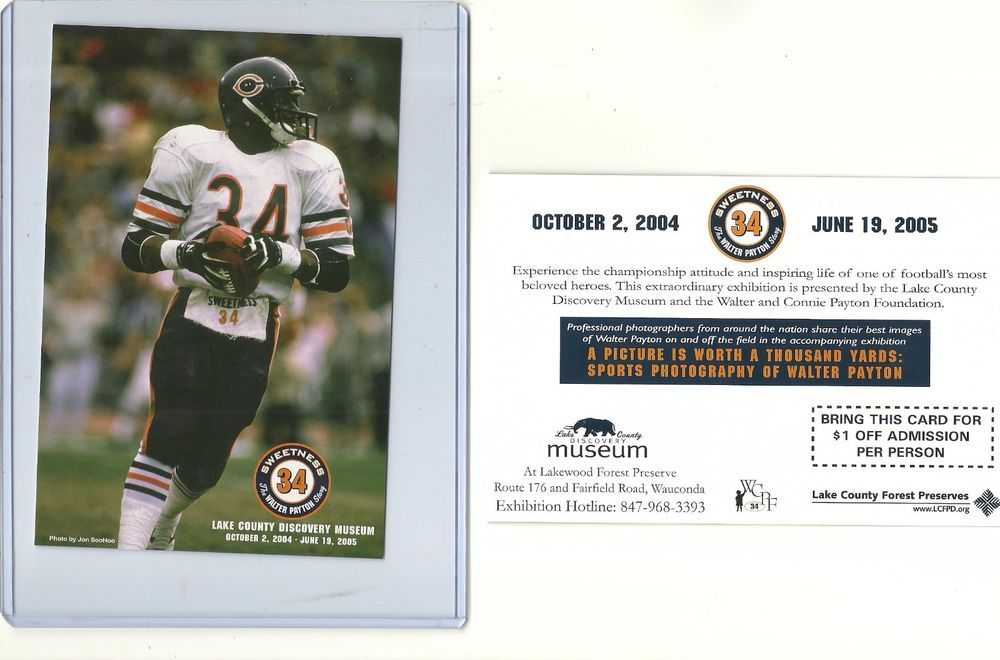 34
3
N
SWEETNESS
34
SWEETNESS
34
The WALTER PAYTON Story
LAKE COUNTY DISCOVERY MUSEUM
OCTOBER 2, 2004 - JUNE 19, 2005
Photo by Jon SooHoo
OCTOBER 2, 2004
SWEETNESS
34
The WALTER PAYTON Story
JUNE 19, 2005
Experience the championship attitude and inspiring life of one of football's most
beloved heroes. This extraordinary exhibition is presented by the Lake County
Discovery Museum and the Walter and Connie Payton Foundation.
Professional photographers from around the nation share their best images
of Walter Payton on and off the field in the accompanying exhibition
A PICTURE IS WORTH A THOUSAND YARDS:
SPORTS PHOTOGRAPHY OF WALTER PAYTON
Lake County
DISCOVERY
museum
At Lakewood Forest Preserve
Route 176 and Fairfield Road, Wauconda
Exhibition Hotline: 847-968-3393
WCPF
34
BRING THIS CARD FOR
$1 OFF ADMISSION
PER PERSON
Lake County Forest Preserves
www.LCFPD.org